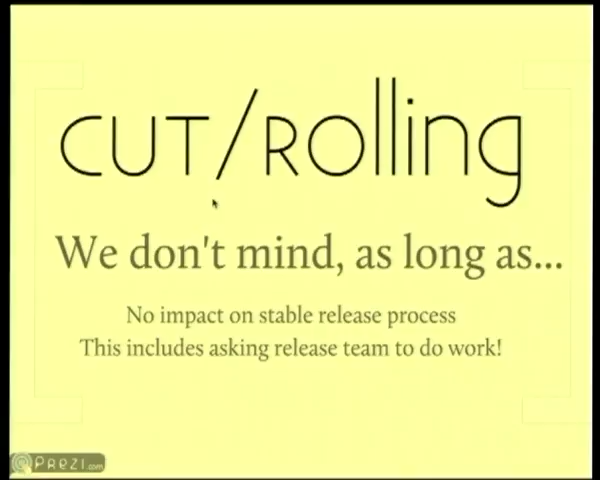 CUT/Rolling
We don't mind, as long as...
No impact on stable release process
This includes asking release team to do work!
PREZI.com